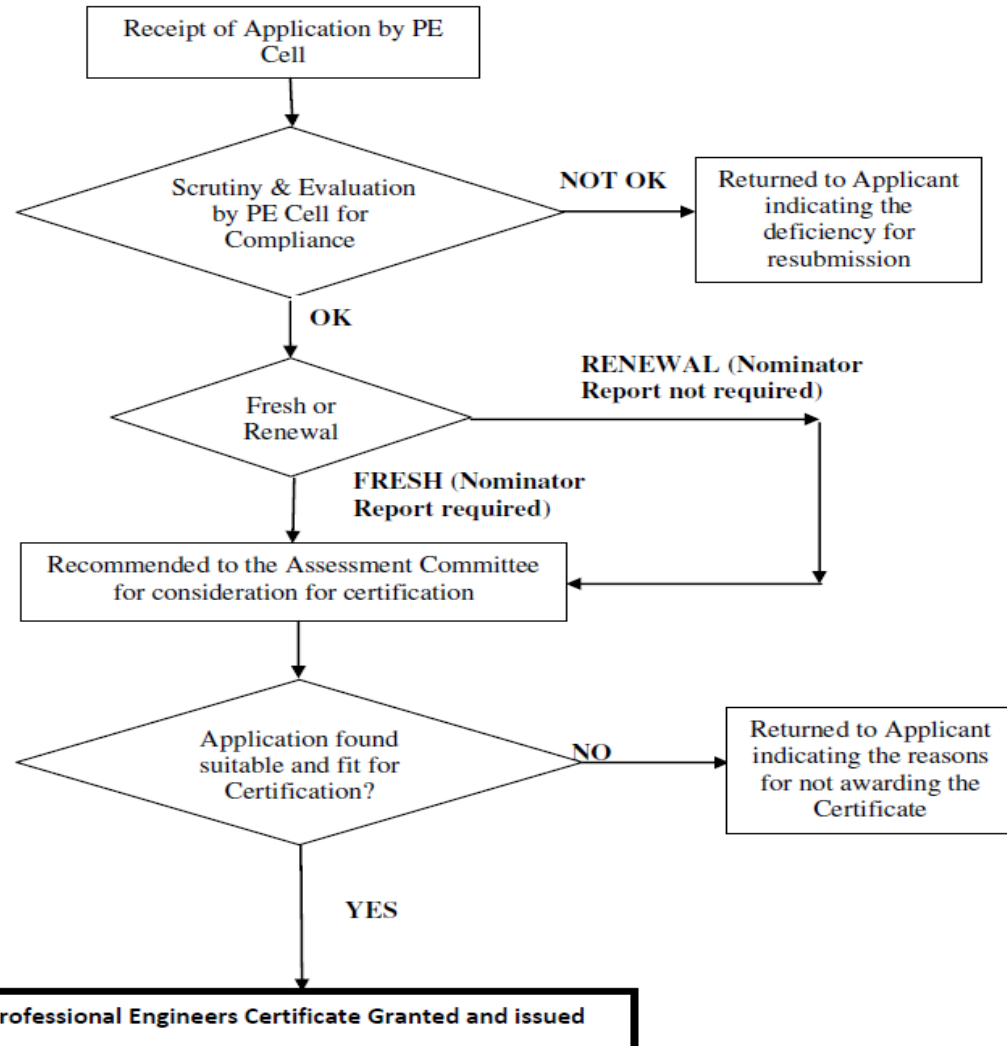 Receipt of Application by PE
Cell
Scrutiny & Evaluation
by PE Cell for
Compliance
NOT OK
Returned to Applicant
indicating the
deficiency for
resubmission
OK
Fresh or
Renewal
RENEWAL (Nominator
Report not required)
FRESH (Nominator
Report required)
Recommended to the Assessment Committee
for consideration for certification
Application found
suitable and fit for
Certification?
NO
Returned to Applicant
indicating the reasons
for not awarding the
Certificate
YES
rofessional Engineers Certificate Granted and issued